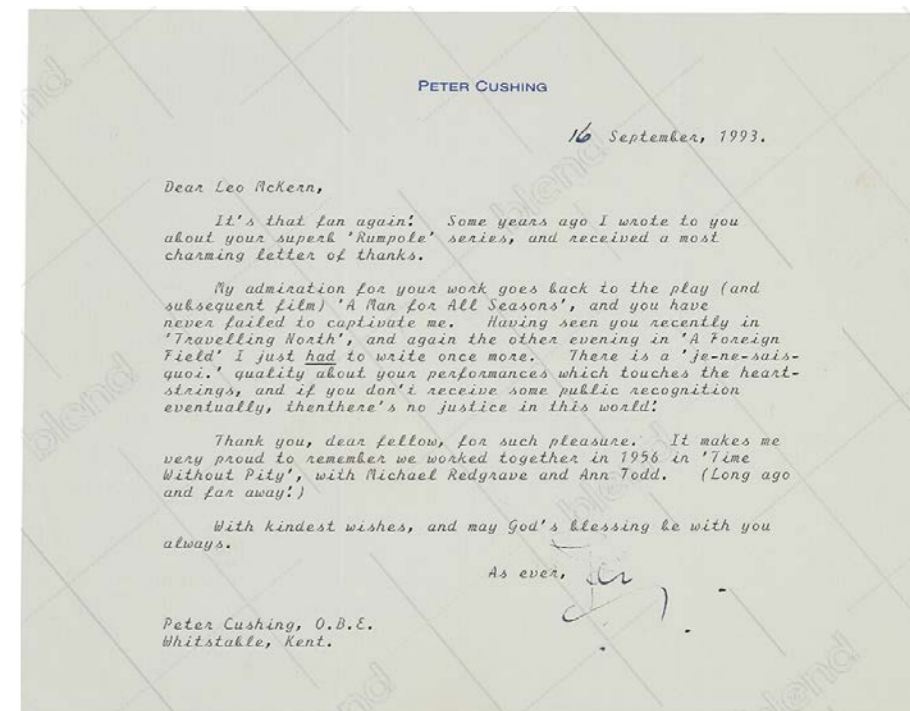 PETER CUSHING
16 September, 1993.
Dear Leo McKern,
It's that fan again! Some years ago I wrote to you
about your superb 'Rumpole' series, and received a most
charming letter of thanks.
My admiration for your work goes back to the play (and
subsequent film) 'A Man for All Seasons', and you have
never failed to captivate me. Having seen you recently in
'Travelling North', and again the other evening in 'A Foreign
Field' I just had to write once more. There is a 'je-ne-sais-
quoi.' quality about your performances which touches the heart-
strings, and if you don't receive some public recognition
eventually, thenthere's no justice in this world!
Thank you, dear fellow, for such pleasure. It makes me
very proud to remember we worked together in 1956 in 'Time
Without Pity', with Michael Redgrave and Ann Todd. (Long ago
and far away!)
With kindest wishes, and may God's blessing be with you
always.
As ever,
Peter Cushing, O.B.E.
Whitstable, Kent.
blend
blend
blend
blend
blend
blend
blend